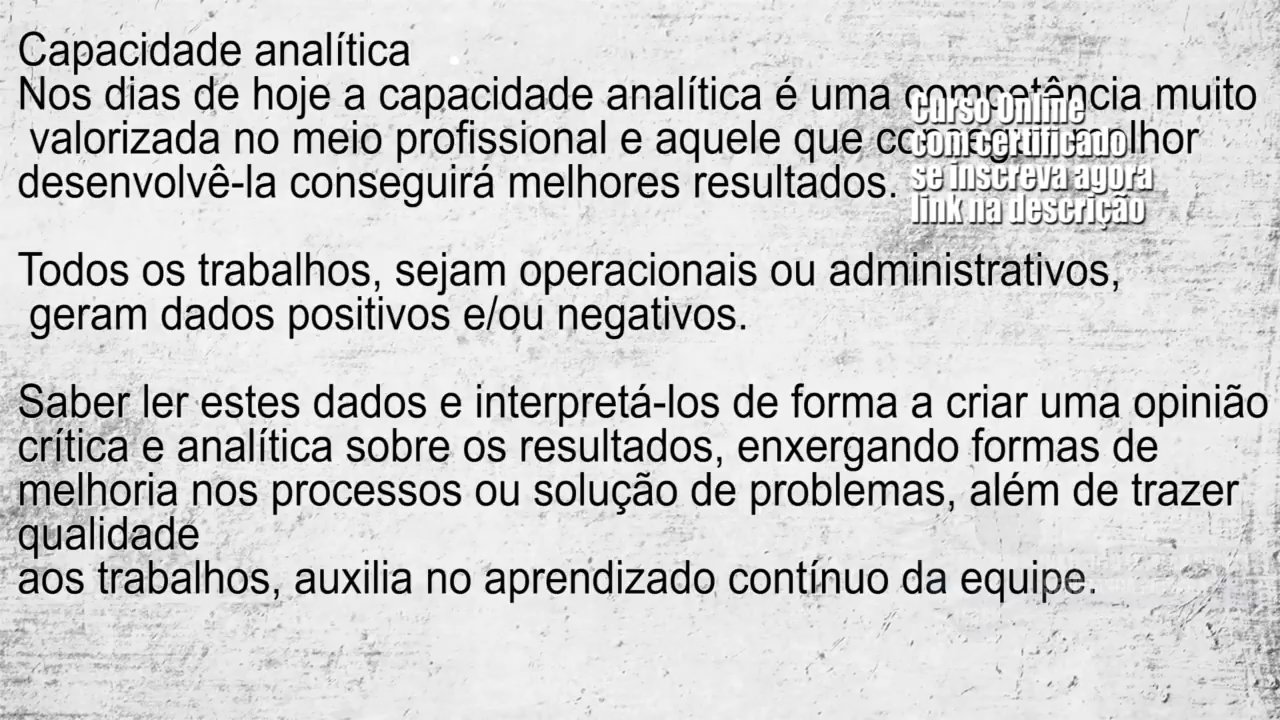 Capacidade analítica
Nos dias de hoje a capacidade analítica é uma competência muito
valorizada no meio profissional e aquele que melhor
desenvolvê-la conseguirá melhores resultados.
Curso Online
com certificado
se inscreva agora
link na descrição
Todos os trabalhos, sejam operacionais ou administrativos,
geram dados positivos e/ou negativos.
Saber ler estes dados e interpretá-los de forma a criar uma opinião
crítica e analítica sobre os resultados, enxergando formas de
melhoria nos processos ou solução de problemas, além de trazer
qualidade
aos trabalhos, auxilia no aprendizado contínuo da equipe.